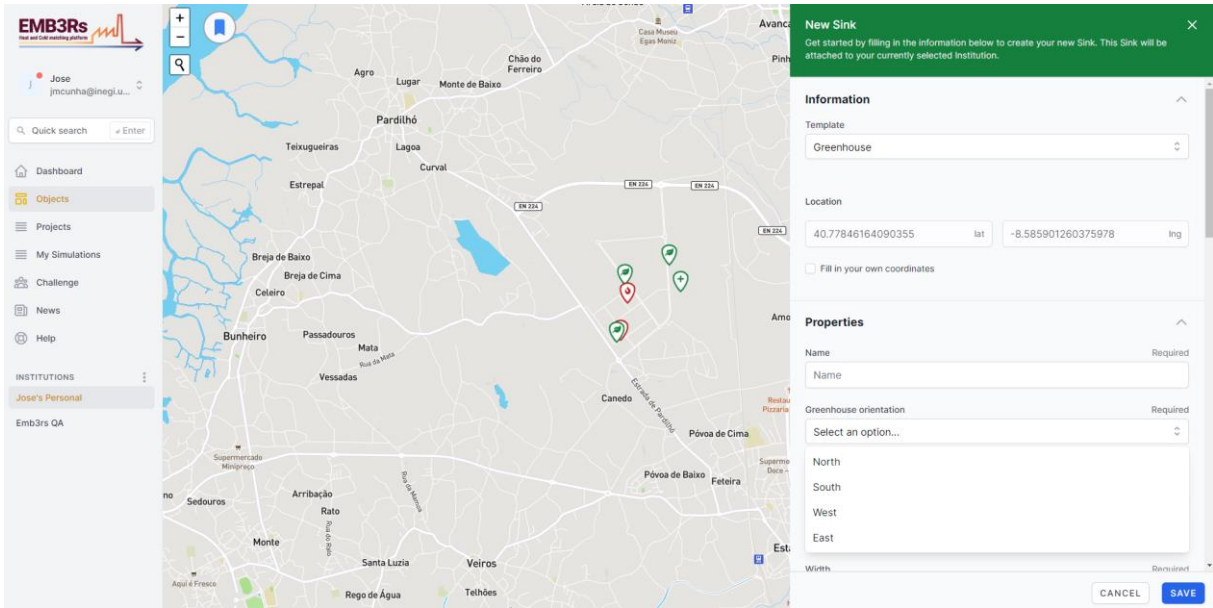 EMB3Rs
Heat and Cold matching platform
J
Jose
jmcunha@inegi.u...
Quick search
Enter
Dashboard
Objects
Projects
My Simulations
Challenge
News
Help
INSTITUTIONS
Jose's Personal
Emb3rs QA
+
−
Casa Museu
Egas Moniz
Avanca
Chão do
Ferreiro
Pinh
Agro
Lugar
Monte de Baixo
Pardilhó
Teixugueiras
Lagoa
Curval
Estrepal
EN 224
EN 224
EN 224
EN 224
Breja de Baixo
Breja de Cima
Celeiro
Amo
Bunheiro
Passadouros
Mata
Rua da Mata
Vessadas
Canedo
Estrada de Pardilhó
Restau
Pizzaria
Póvoa de Cima
Supermercado
Minipreço
Superme
Doce -
Póvoa de Baixo
Feteira
no
Sedouros
Arribação
Rato
Rua da Mamoa
Rua do Rato
Monte
Esta
Santa Luzia
Veiros
Aqui é Fresco
Rego de Água
Telhões
New Sink
Get started by filling in the information below to create your new Sink. This Sink will be
attached to your currently selected Institution.
Information
Template
Greenhouse
Location
40.77846164090355 lat
-8.585901260375978 lng
Fill in your own coordinates
Properties
Name Required
Name
Greenhouse orientation Required
Select an option...
North
South
West
East
Width Required
CANCEL
SAVE